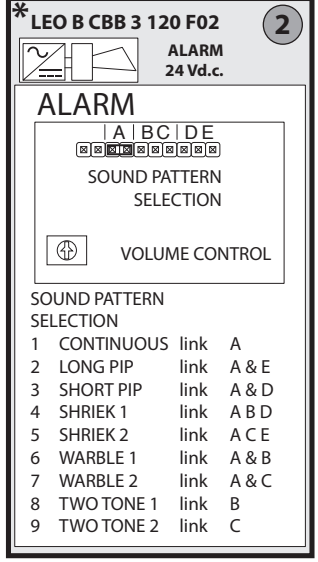 * LEO B CBB 3 120 F02
2
ALARM
24 Vd.c.
ALARM
| A | B C | D E
SOUND PATTERN
SELECTION
VOLUME CONTROL
SOUND PATTERN
SELECTION
1 CONTINUOUS link A
2 LONG PIP link A & E
3 SHORT PIP link A & D
4 SHRIEK 1 link A B D
5 SHRIEK 2 link A C E
6 WARBLE 1 link A & B
7 WARBLE 2 link A & C
8 TWO TONE 1 link B
9 TWO TONE 2 link C